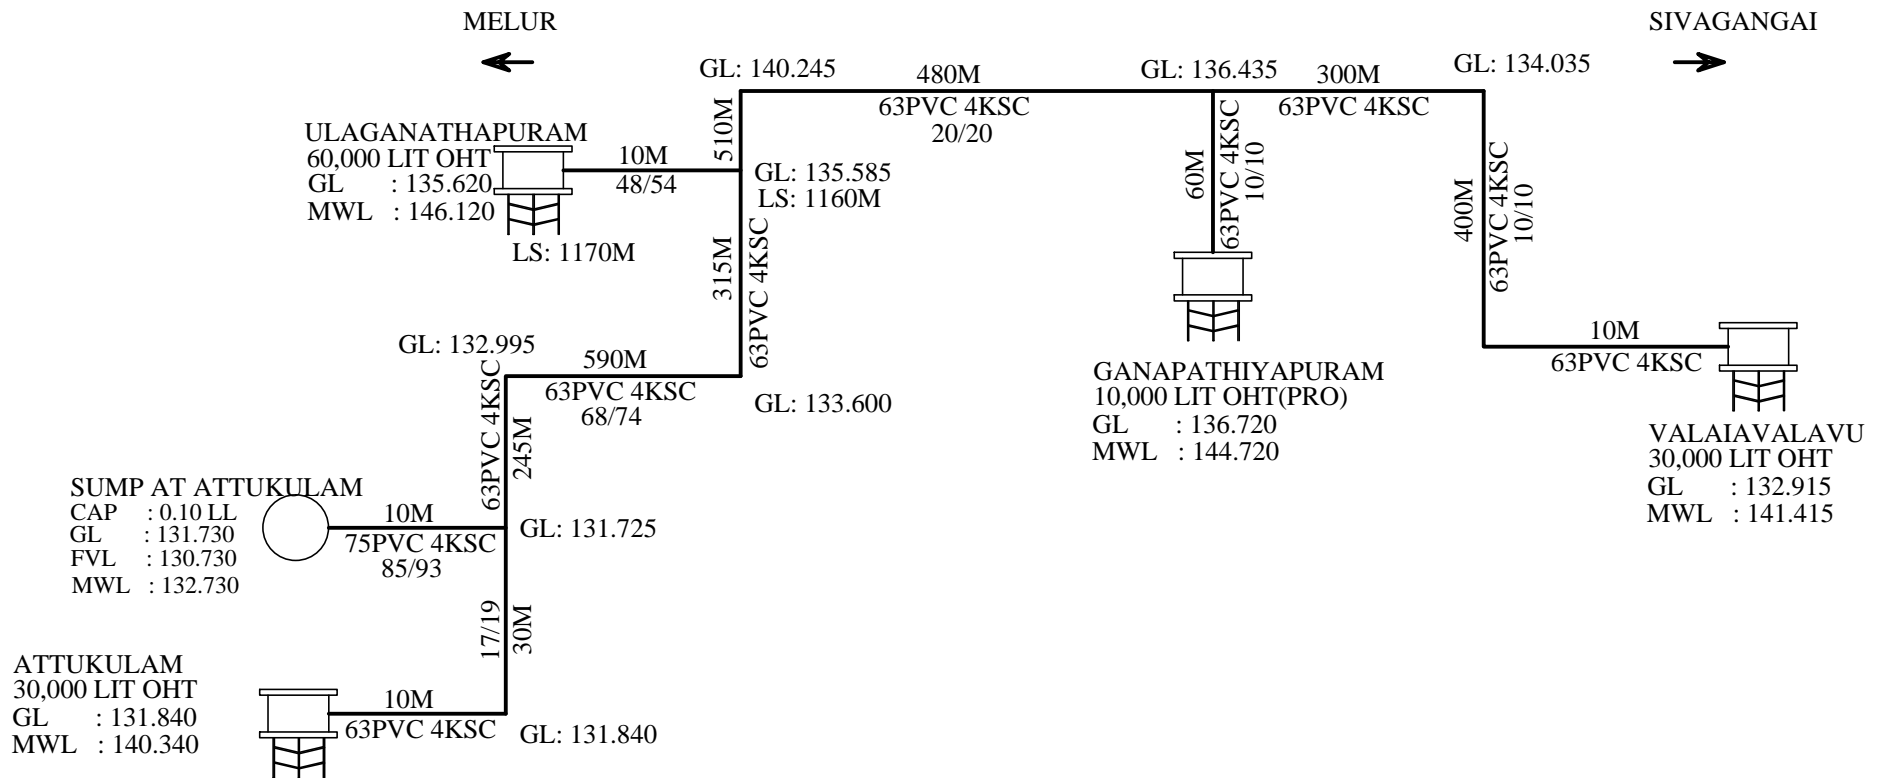 MELUR
SIVAGANGAI
GL: 140.245
480M
63PVC 4KSC
20/20
GL: 136.435
300M
63PVC 4KSC
GL: 134.035
510M
ULAGANATHAPURAM
60,000 LIT OHT
GL : 135.620
MWL : 146.120
LS: 1170M
10M
48/54
GL: 135.585
LS: 1160M
60M
63PVC 4KSC
63PVC 4KSC
10/10
400M
63PVC 4KSC
10/10
315M
63PVC 4KSC
GL: 132.995
590M
63PVC 4KSC
68/74
GL: 133.600
GANAPATHIYAPURAM
10,000 LIT OHT(PRO)
GL : 136.720
MWL : 144.720
10M
63PVC 4KSC
VALAIAVALAVU
30,000 LIT OHT
GL : 132.915
MWL : 141.415
63PVC 4KSC
245M
SUMP AT ATTUKULAM
CAP : 0.10 LL
GL : 131.730
FVL : 130.730
MWL : 132.730
10M
75PVC 4KSC
85/93
GL: 131.725
17/19
30M
ATTUKULAM
30,000 LIT OHT
GL : 131.840
MWL : 140.340
10M
63PVC 4KSC
GL: 131.840